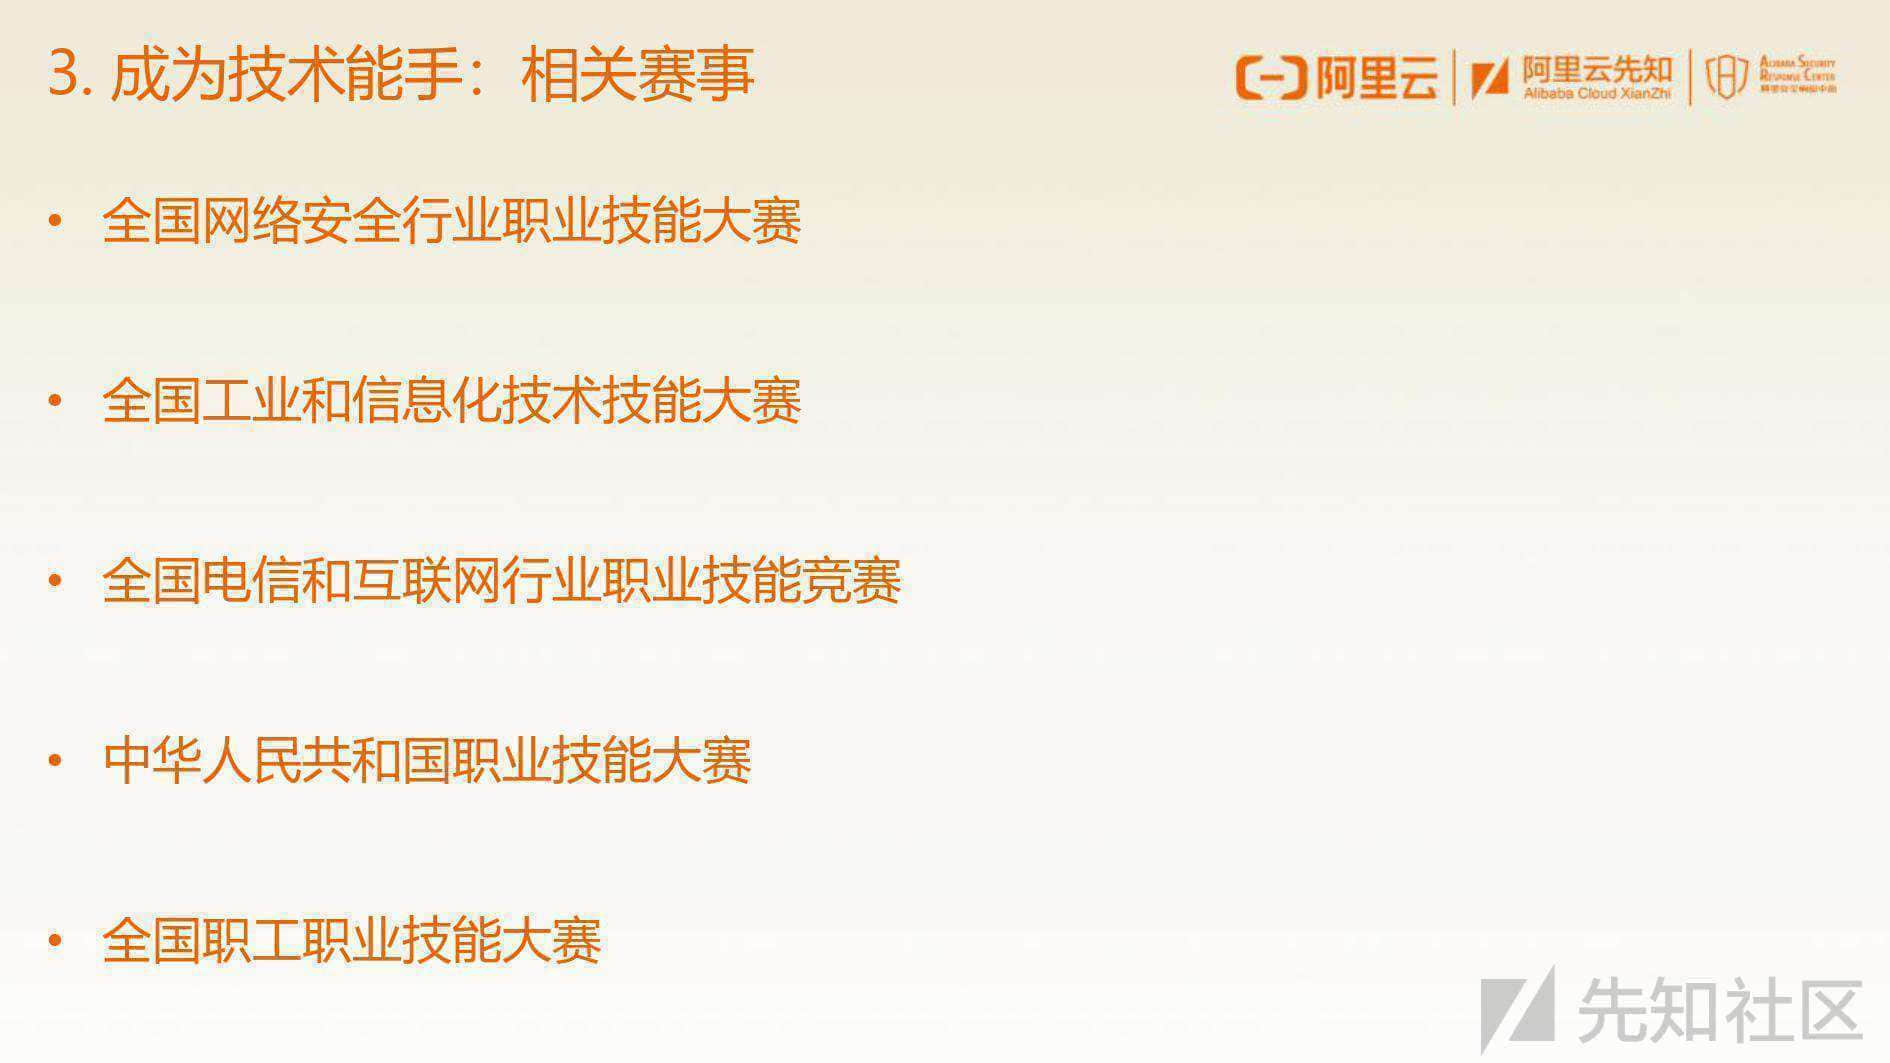 3. 成为技术能手：相关赛事
阿里云
阿里云先知
Alibaba Cloud XianZhi
ALIBABA SECURITY
RESPONSE CENTER
• 全国网络安全行业职业技能大赛
• 全国工业和信息化技术技能大赛
• 全国电信和互联网行业职业技能竞赛
• 中华人民共和国职业技能大赛
• 全国职工职业技能大赛
先知社区